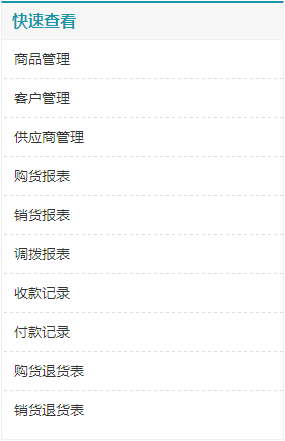 快速查看
商品管理
客户管理
供应商管理
购货报表
销货报表
调拨报表
收款记录
付款记录
购货退货表
销货退货表